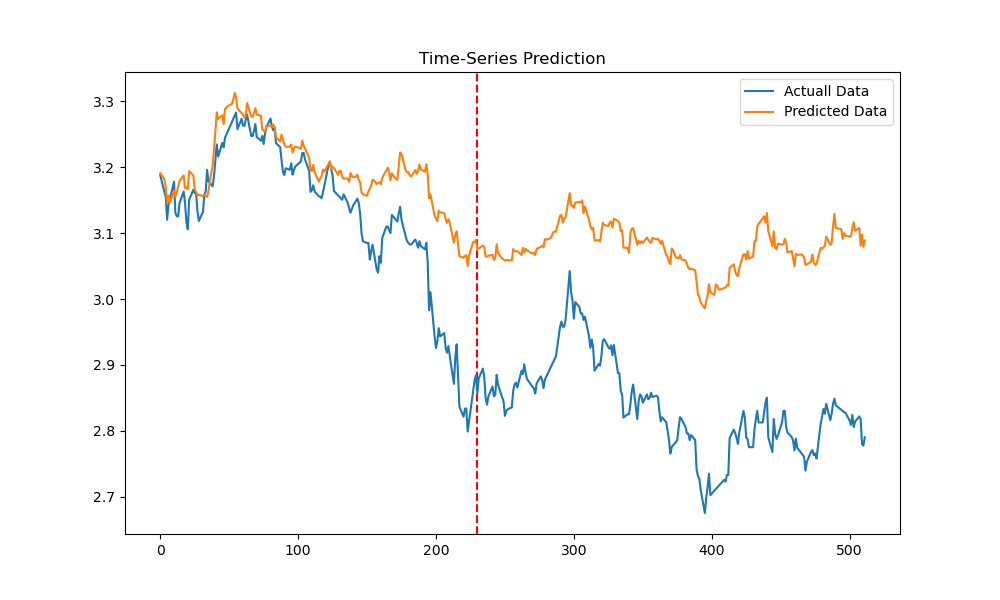 Time-Series Prediction
Actuall Data
Predicted Data
3.3
3.2
3.1
3.0
2.9
2.8
2.7
0 100 200 300 400 500